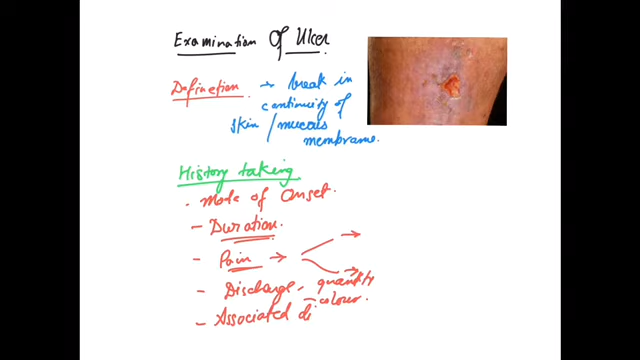 Examination Of Ulcer
Definction → break in
continuity of
skin / mucous
membrane.
History taking
. Mode of Onset.
- Duration.
- Pain →
- Discharge - quantity
- colour.
- Associated di